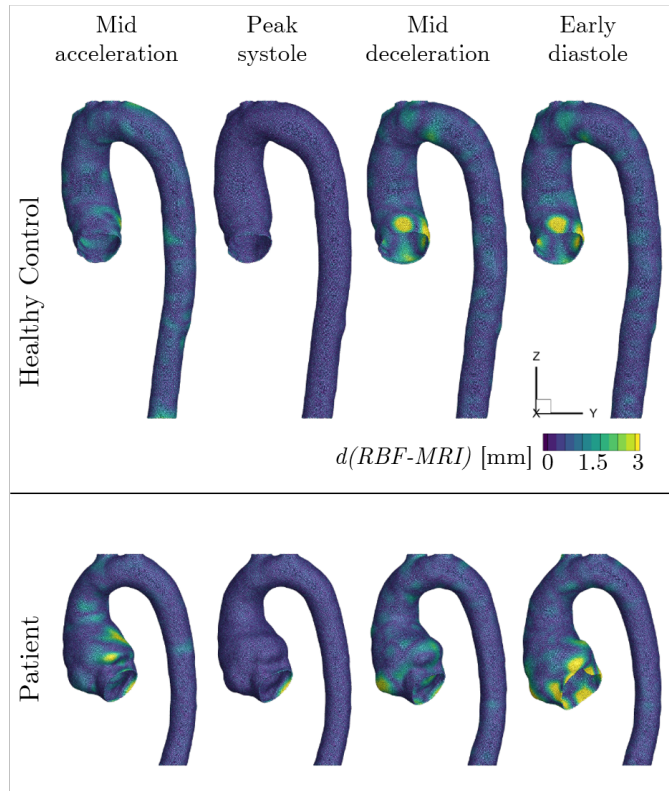 Mid acceleration
Peak systole
Mid deceleration
Early diastole
Healthy Control
Z
X Y
d(RBF-MRI) [mm]
0 1.5 3
Patient